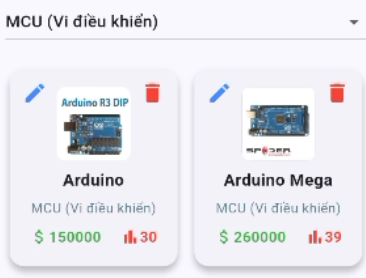 MCU (Vi điều khiển)
Arduino R3 DIP
SPIDER
Arduino
MCU (Vi điều khiển)
$ 150000 30
Arduino Mega
MCU (Vi điều khiển)
$ 260000 39